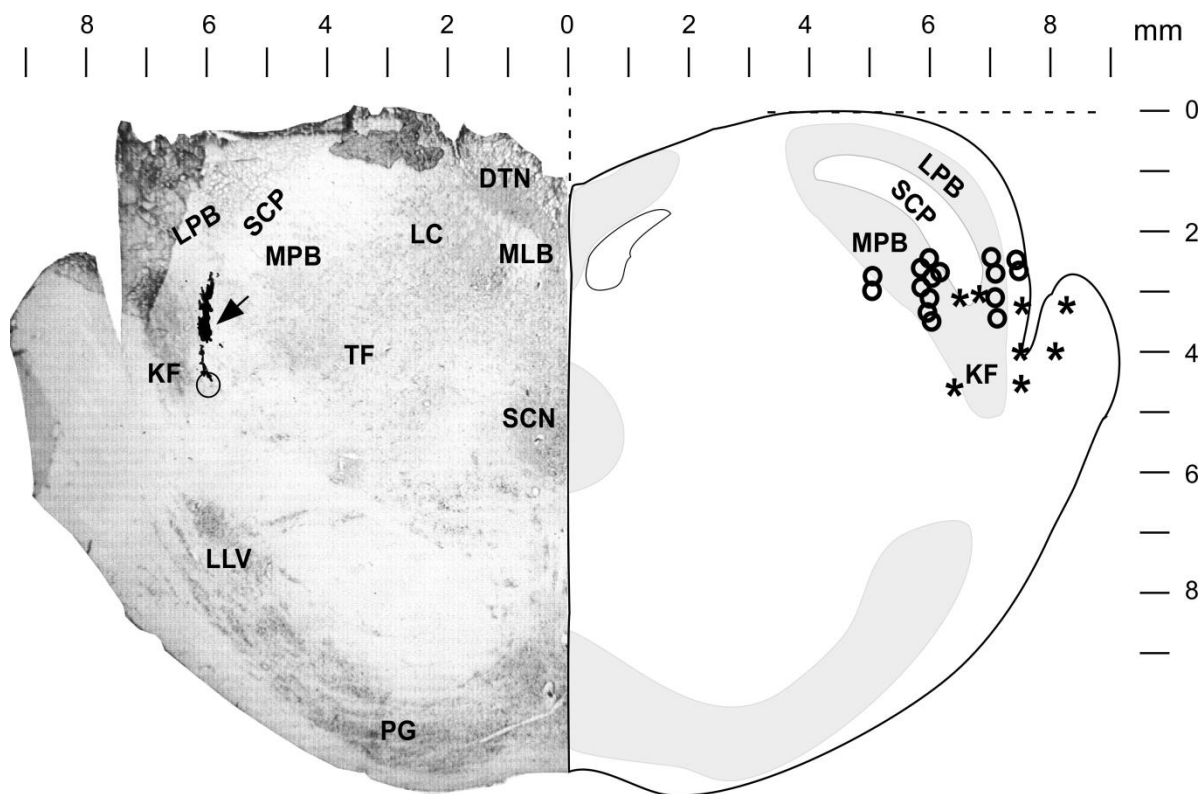 8 6 4 2 0 2 4 6 8 mm
0
DTN
LPB
SCP
LC
MPB
MLB
LPB
SCP
MPB
2
KF
TF
KF
4
SCN
6
LLV
8
PG